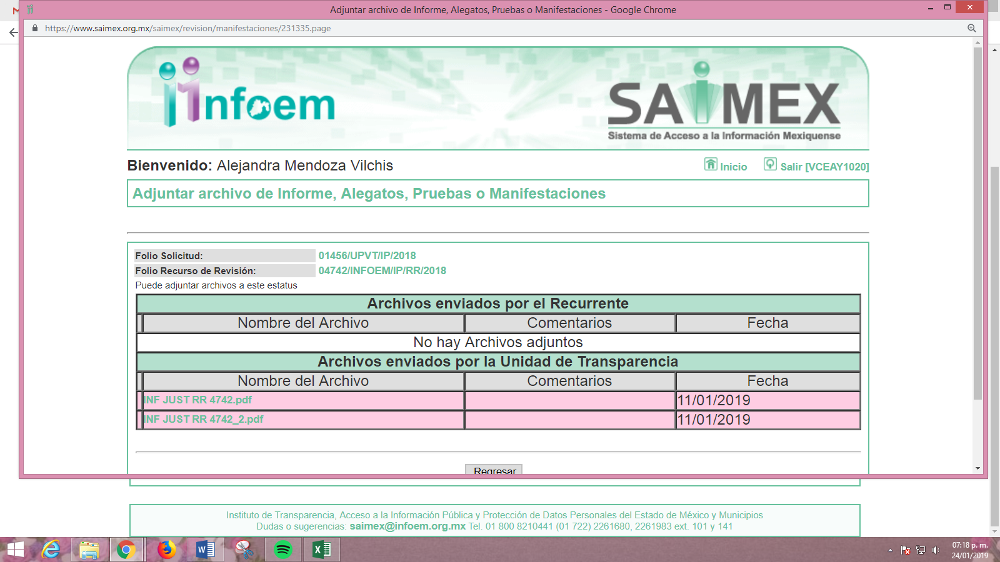 Adjuntar archivo de Informe, Alegatos, Pruebas o Manifestaciones - Google Chrome
https://www.saimex.org.mx/saimex/revision/manifestaciones/231335.page
infoem
SAIMEX
Sistema de Acceso a la Información Mexiquense
Bienvenido: Alejandra Mendoza Vilchis
Inicio Salir [VCEAY1020]
Adjuntar archivo de Informe, Alegatos, Pruebas o Manifestaciones
Folio Solicitud: 01456/UPVT/IP/2018
Folio Recurso de Revisión: 04742/INFOEM/IP/RR/2018
Puede adjuntar archivos a este estatus
Archivos enviados por el Recurrente
Nombre del Archivo Comentarios Fecha
No hay Archivos adjuntos
Archivos enviados por la Unidad de Transparencia
Nombre del Archivo Comentarios Fecha
INF JUST RR 4742.pdf 11/01/2019
INF JUST RR 4742_2.pdf 11/01/2019
Regresar
Instituto de Transparencia, Acceso a la Información Pública y Protección de Datos Personales del Estado de México y Municipios
Dudas o sugerencias: saimex@infoem.org.mx Tel. 01 800 8210441 (01 722) 2261680, 2261983 ext. 101 y 141
07:18 p. m.
24/01/2019